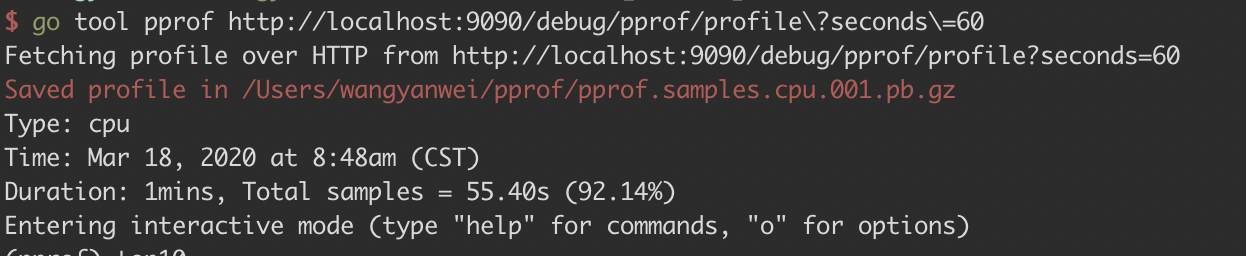 $ go tool pprof http://localhost:9090/debug/pprof/profile\?seconds\=60
Fetching profile over HTTP from http://localhost:9090/debug/pprof/profile?seconds=60
Saved profile in /Users/wangyanwei/pprof/pprof.samples.cpu.001.pb.gz
Type: cpu
Time: Mar 18, 2020 at 8:48am (CST)
Duration: 1mins, Total samples = 55.40s (92.14%)
Entering interactive mode (type "help" for commands, "o" for options)
(pprof) top10